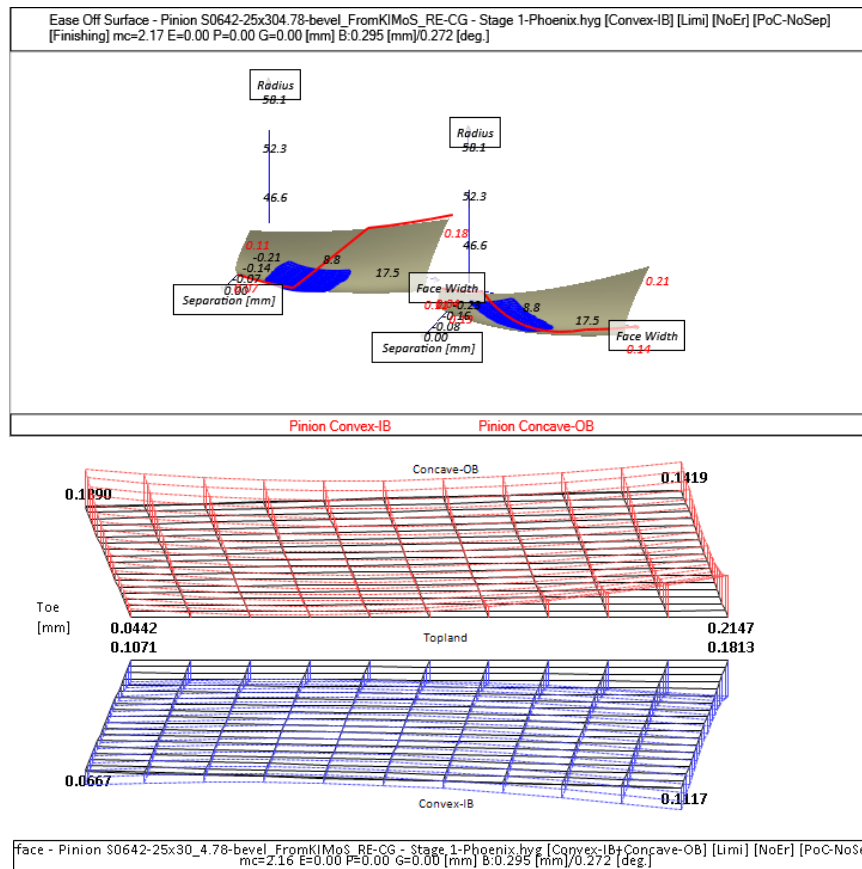 Ease Off Surface - Pinion S0642-25x304.78-bevel_FromKIMoS_RE-CG - Stage 1-Phoenix.hyg [Convex-IB] [Limi] [NoEr] [PoC-NoSep]
[Finishing] mc=2.17 E=0.00 P=0.00 G=0.00 [mm] B:0.295 [mm]/0.272 [deg.]
Radius
58.1
52.3
46.6
Radius
58.1
52.3
46.6
0.11
-0.21
-0.14
-0.07
0.00
8.8
17.5
0.18
Separation [mm]
Face Width
-0.16
-0.08
0.00
8.8
17.5
0.21
Face Width
0.14
Separation [mm]
Pinion Convex-IB Pinion Concave-OB
Concave-OB
0.1890 0.1419
Toe
[mm]
0.0442 0.2147
Topland
0.1071 0.1813
0.0667
Convex-IB
0.1117
face - Pinion S0642-25x30_4.78-bevel_FromKIMoS_RE-CG - Stage 1-Phoenix.hyg [Convex-IB+Concave-OB] [Limi] [NoEr] [PoC-NoSe
mc=2.16 E=0.00 P=0.00 G=0.00 [mm] B:0.295 [mm]/0.272 [deg.]